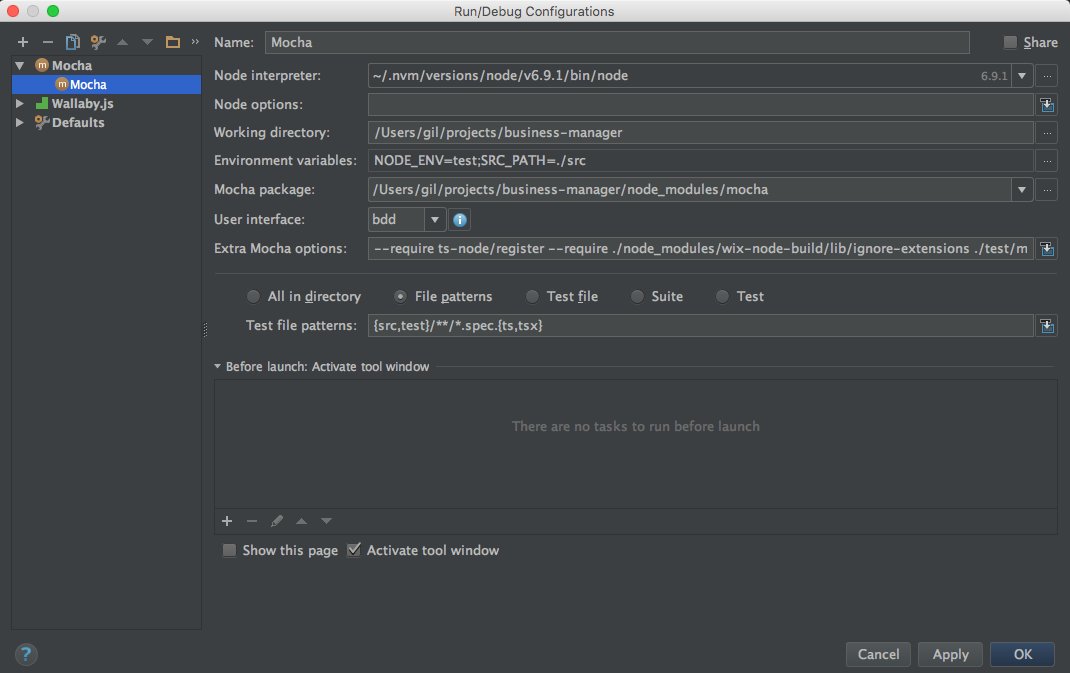 Run/Debug Configurations
Name: Mocha Share
Mocha
Mocha
Wallaby.js
Defaults
Node interpreter: ~/.nvm/versions/node/v6.9.1/bin/node 6.9.1
Node options:
Working directory: /Users/gil/projects/business-manager
Environment variables: NODE_ENV=test;SRC_PATH=./src
Mocha package: /Users/gil/projects/business-manager/node_modules/mocha
User interface: bdd
Extra Mocha options: --require ts-node/register --require ./node_modules/wix-node-build/lib/ignore-extensions ./test/m
All in directory File patterns Test file Suite Test
Test file patterns: {src,test}/**/*.spec.{ts,tsx}
Before launch: Activate tool window
There are no tasks to run before launch
Show this page Activate tool window
? Cancel Apply OK